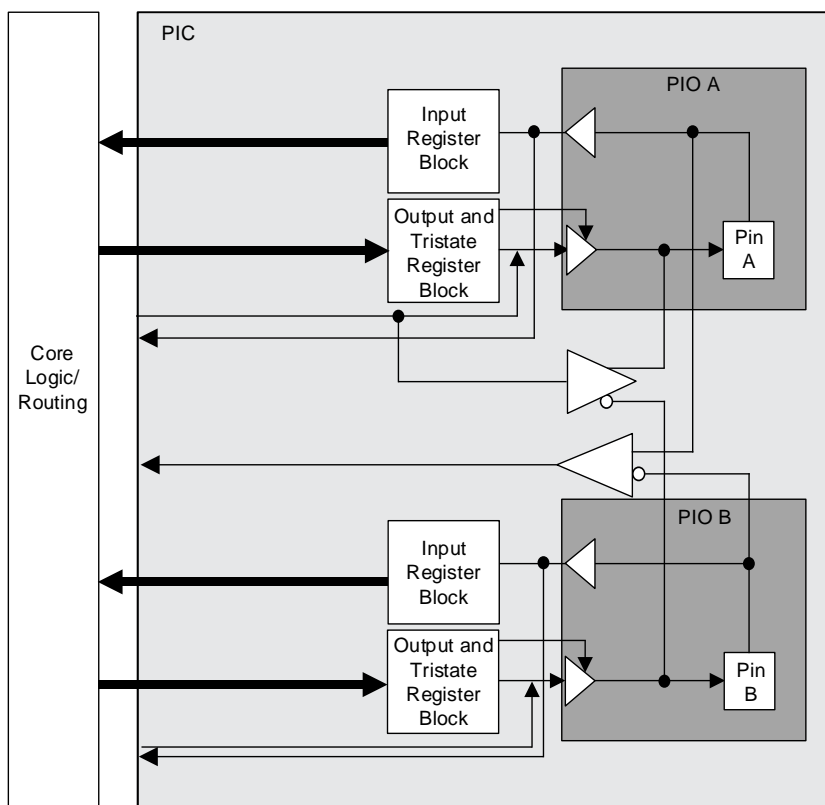 PIC
PIO A
Input
Register
Block
Output and
Tristate
Register
Block
Pin
A
Core
Logic/
Routing
PIO B
Input
Register
Block
Output and
Tristate
Register
Block
Pin
B